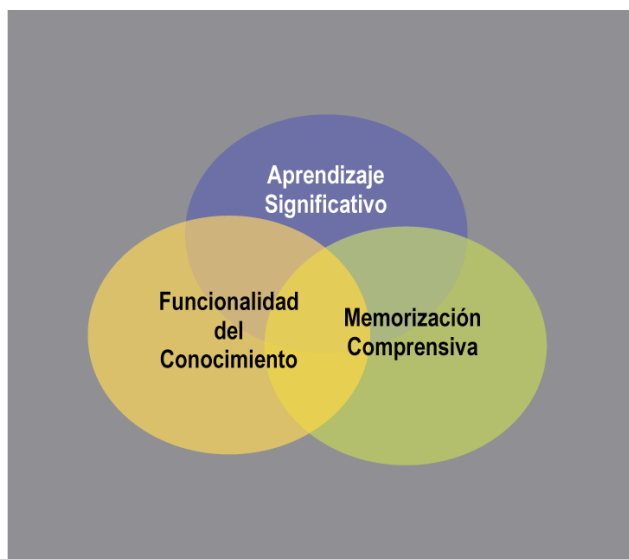 Aprendizaje
Significativo
Funcionalidad
del
Conocimiento
Memorización
Comprensiva